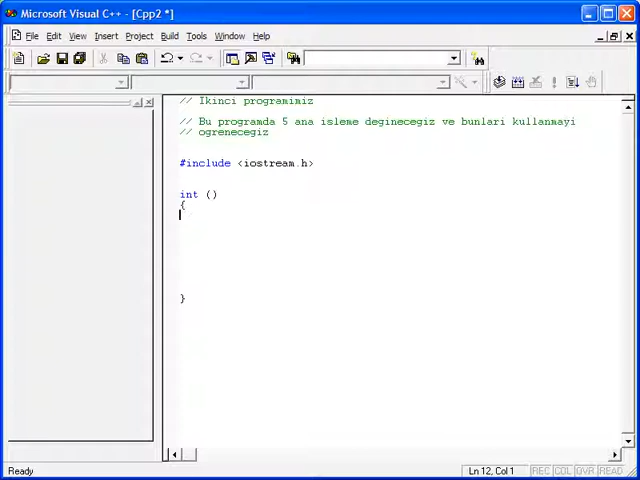 Microsoft Visual C++ - [Cpp2 *]
File Edit View Insert Project Build Tools Window Help
// Ikinci programimiz
// Bu programda 5 ana isleme deginecegiz ve bunlari kullanmayi
// ogrenecegiz
#include <iostream.h>
int ()
{
}
Ready Ln 12, Col 1 REC COL OVR READ